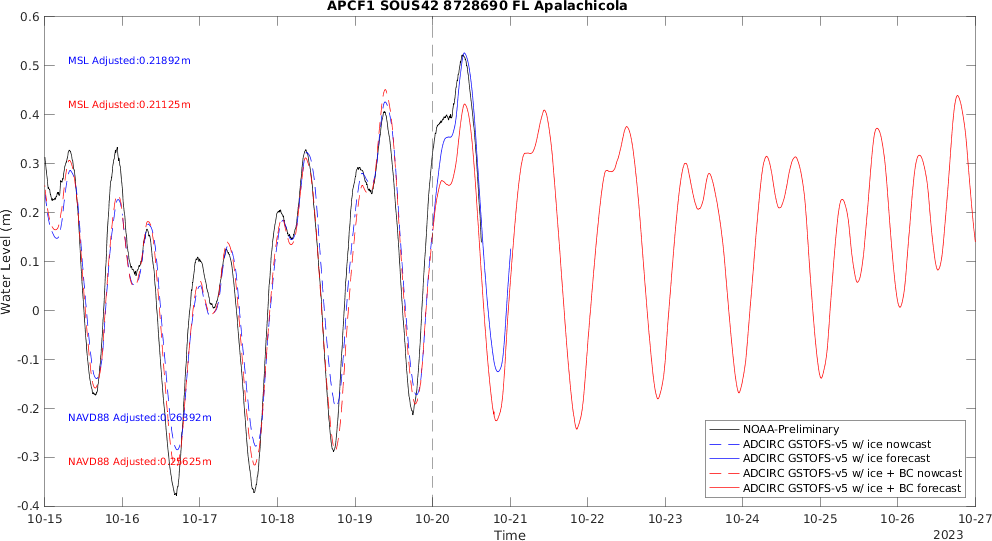 APCF1 SOUS42 8728690 FL Apalachicola
0.6
0.5
0.4
0.3
0.2
0.1
0
-0.1
-0.2
-0.3
-0.4
Water Level (m)
MSL Adjusted:0.21892m
MSL Adjusted:0.21125m
NAVD88 Adjusted:0.26392m
NAVD88 Adjusted:0.25625m
NOAA-Preliminary
ADCIRC GSTOFS-v5 w/ ice nowcast
ADCIRC GSTOFS-v5 w/ ice forecast
ADCIRC GSTOFS-v5 w/ ice + BC nowcast
ADCIRC GSTOFS-v5 w/ ice + BC forecast
10-15 10-16 10-17 10-18 10-19 10-20 10-21 10-22 10-23 10-24 10-25 10-26 10-27
Time
2023